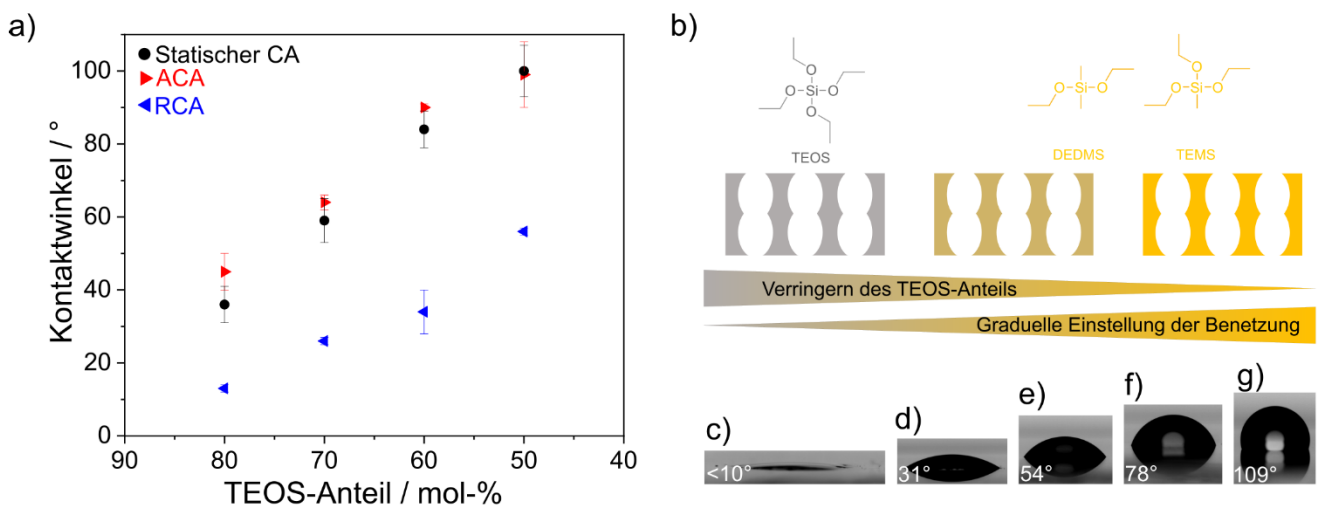 a)
Statischer CA
ACA
RCA
Kontaktwinkel / °
100
80
60
40
20
0
90
80
70
60
50
40
TEOS-Anteil / mol-%
b)
O
O
Si
O
O
TEOS
O
Si
O
DEDMS
O
O
Si
O
TEMS
Verringern des TEOS-Anteils
Graduelle Einstellung der Benetzung
c)
<10°
d)
31°
e)
54°
f)
78°
g)
109°